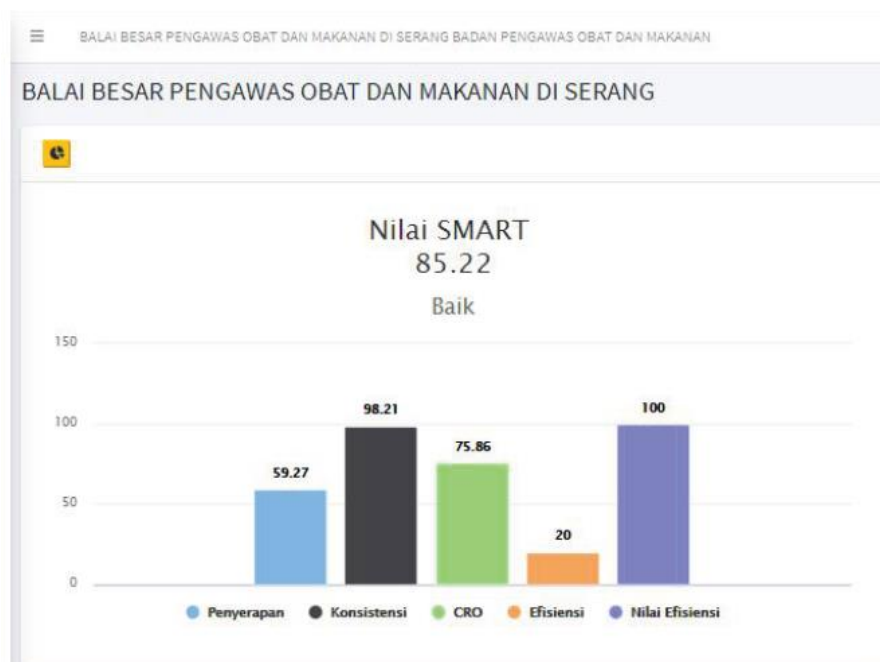 BALAI BESAR PENGAWAS OBAT DAN MAKANAN DI SERANG BADAN PENGAWAS OBAT DAN MAKANAN
BALAI BESAR PENGAWAS OBAT DAN MAKANAN DI SERANG
Nilai SMART
85.22
Baik
150
100
50
0
59.27
98.21
75.86
20
100
Penyerapan Konsistensi CRO Efisiensi Nilai Efisiensi